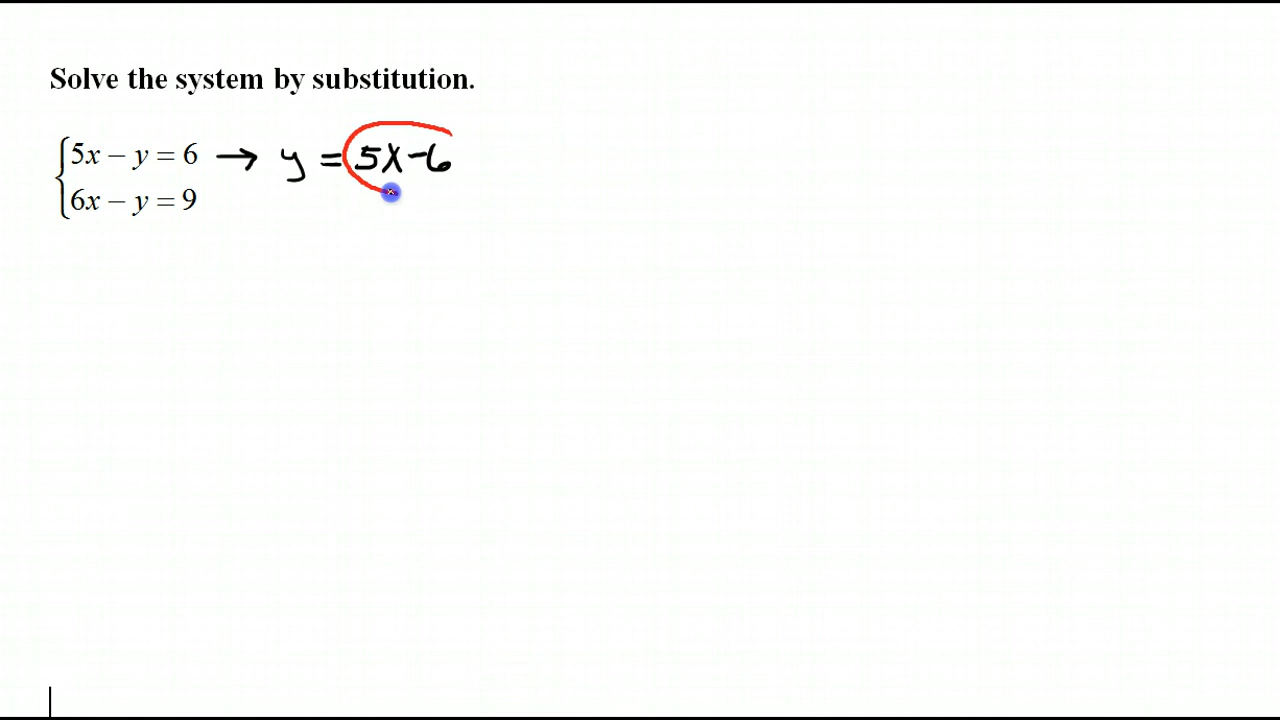 Solve the system by substitution.
5x − y = 6 → y = 5x-6
6x − y = 9